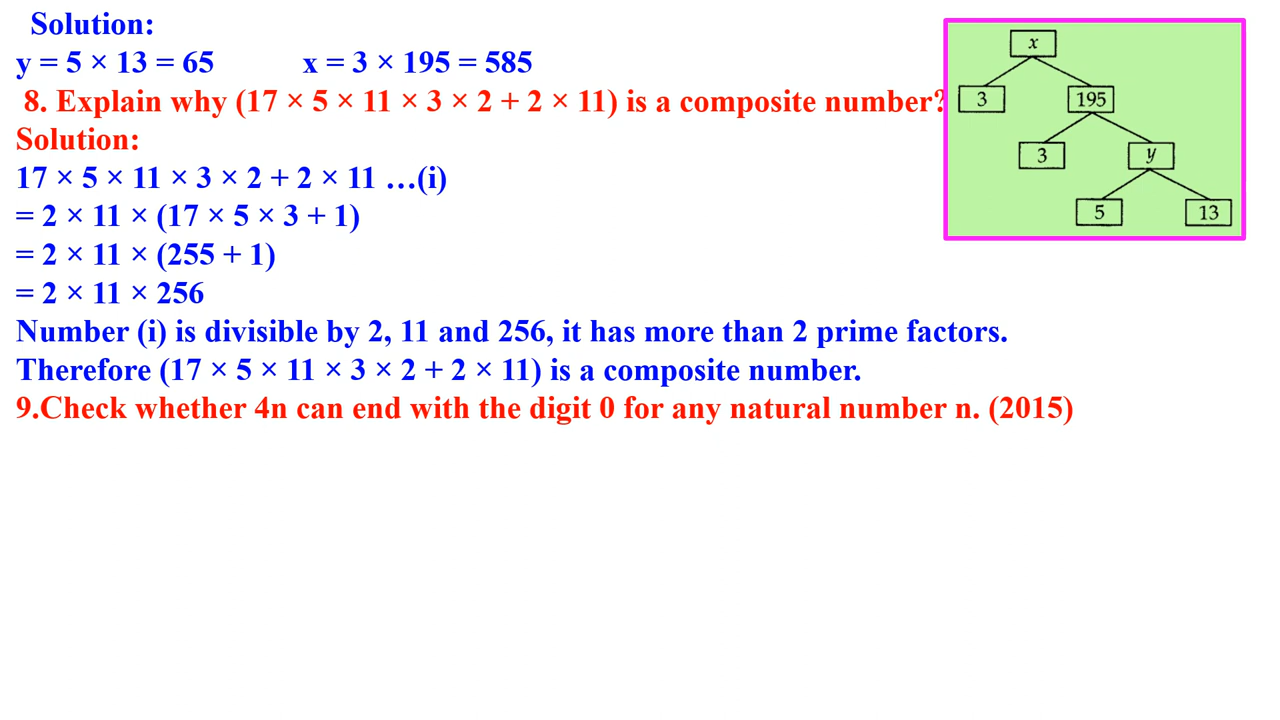 Solution:
y = 5 × 13 = 65 x = 3 × 195 = 585
8. Explain why (17 × 5 × 11 × 3 × 2 + 2 × 11) is a composite number?
Solution:
17 × 5 × 11 × 3 × 2 + 2 × 11 …(i)
= 2 × 11 × (17 × 5 × 3 + 1)
= 2 × 11 × (255 + 1)
= 2 × 11 × 256
Number (i) is divisible by 2, 11 and 256, it has more than 2 prime factors.
Therefore (17 × 5 × 11 × 3 × 2 + 2 × 11) is a composite number.
9.Check whether 4n can end with the digit 0 for any natural number n. (2015)
x
3 195
3 y
5 13